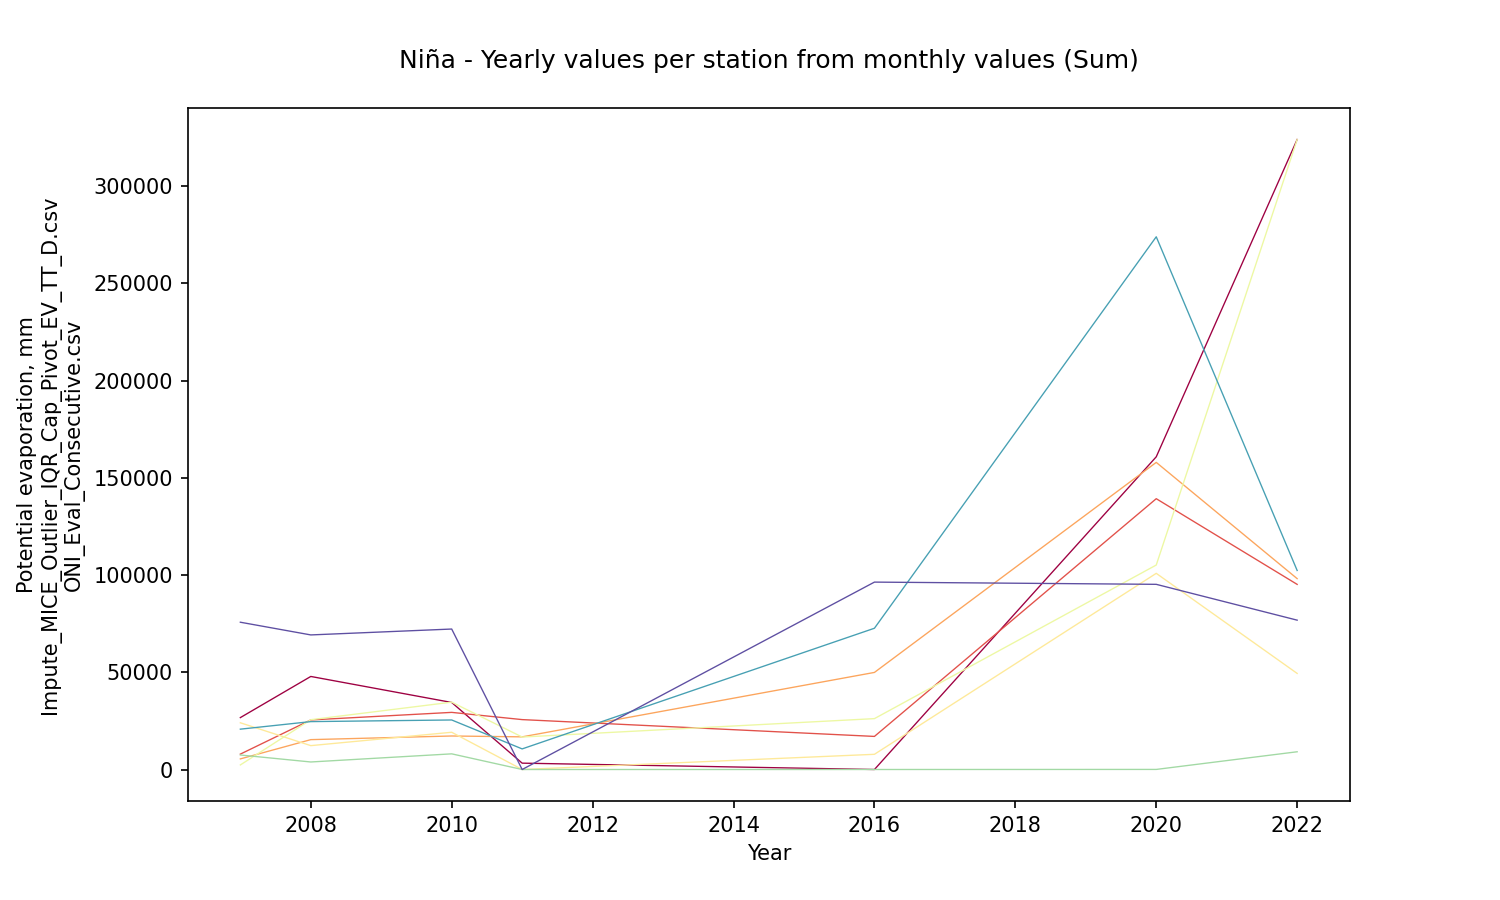 Niña - Yearly values per station from monthly values (Sum)
Potential evaporation, mm
Impute_MICE_Outlier_IQR_Cap_Pivot_EV_TT_D.csv
ONI_Eval_Consecutive.csv
300000
250000
200000
150000
100000
50000
0
2008 2010 2012 2014 2016 2018 2020 2022
Year